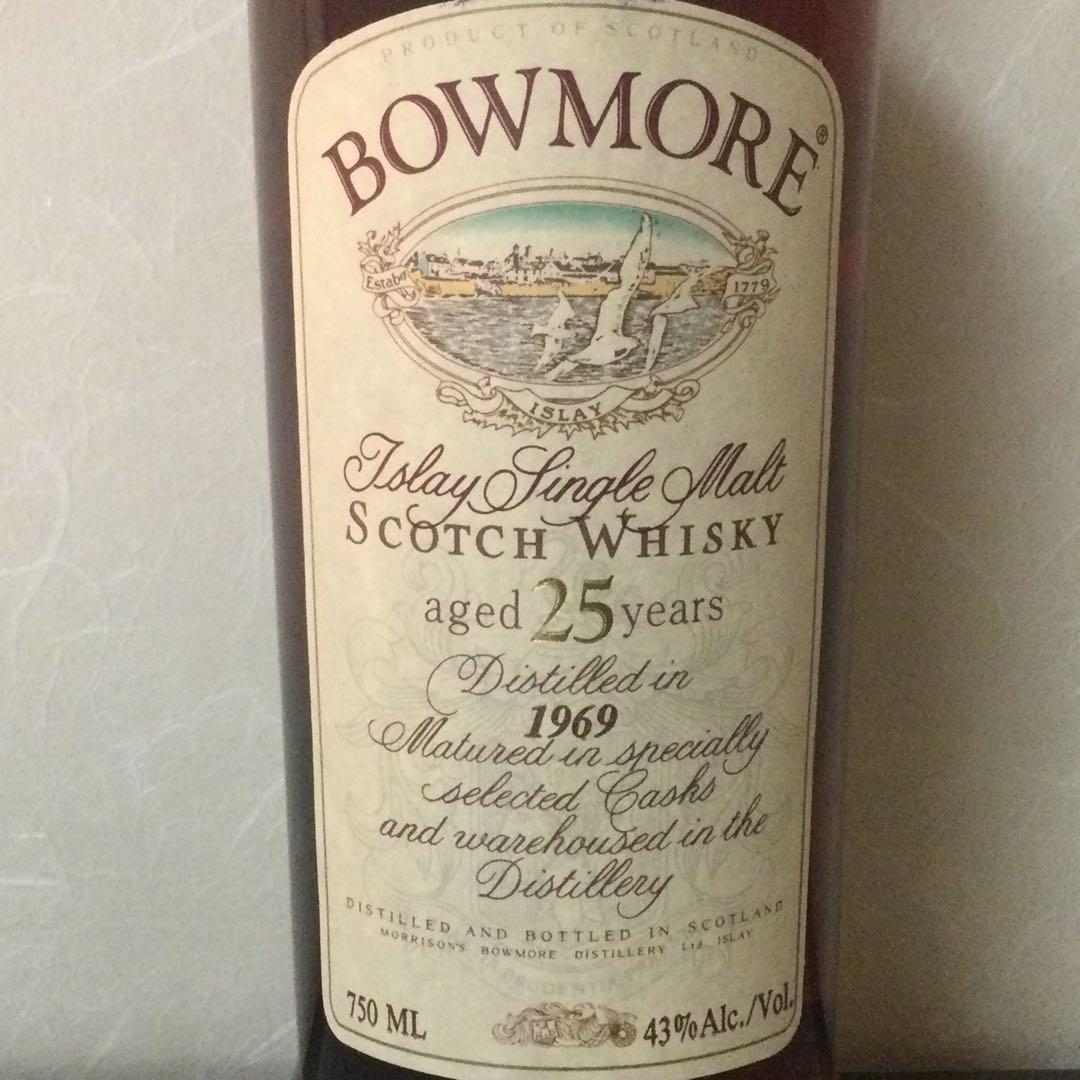 PRODUCT OF SCOTLAND
BOWMORE®
Estabd 1779
ISLAY
Islay Single Malt
SCOTCH WHISKY
aged 25 years
Distilled in
1969
Matured in specially
selected Casks
and warehoused in the
Distillery
DISTILLED AND BOTTLED IN SCOTLAND
MORRISON'S BOWMORE DISTILLERY Ltd. ISLAY
750 ML 43% Alc./Vol.